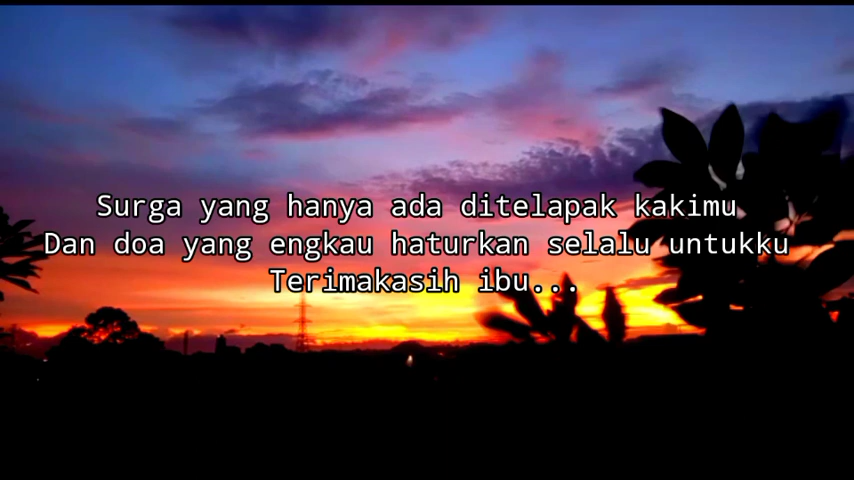 Surga yang hanya ada ditelapak kakimu
Dan doa yang engkau haturkan selalu untukku
Terimakasih ibu...